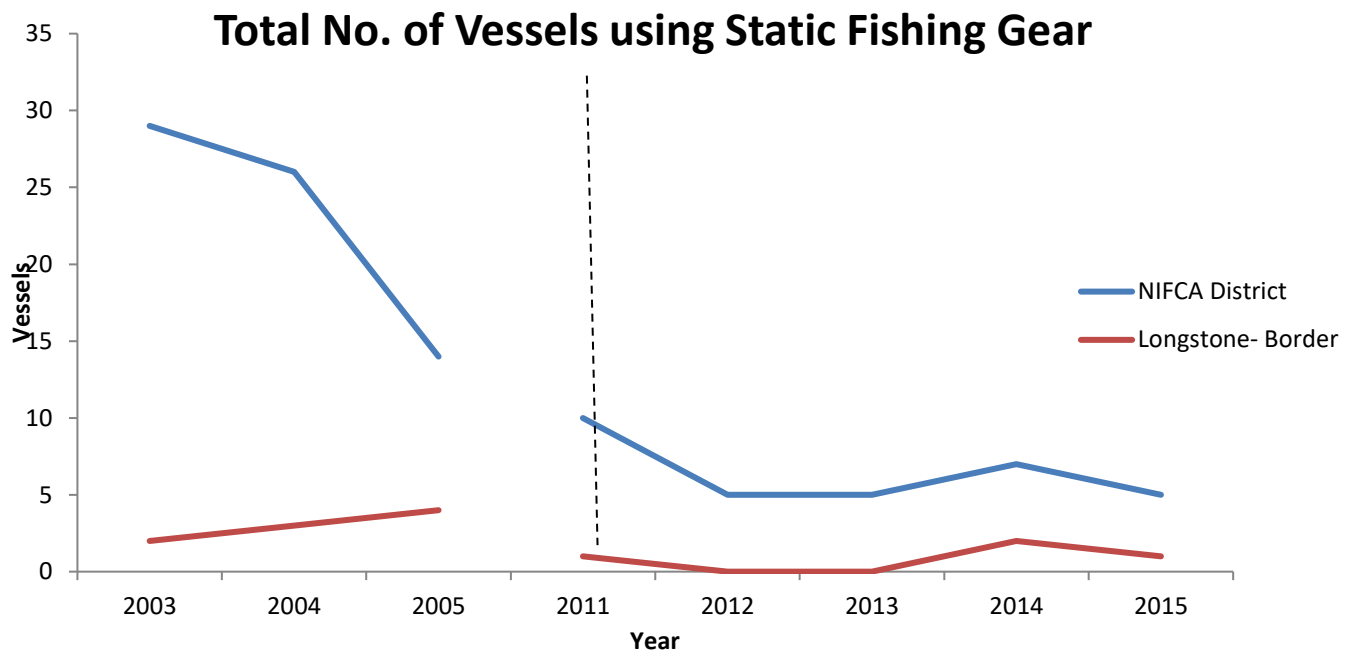 Total No. of Vessels using Static Fishing Gear
35
30
25
20
15
10
5
0
Vessels
2003 2004 2005 2011 2012 2013 2014 2015
Year
NIFCA District
Longstone- Border